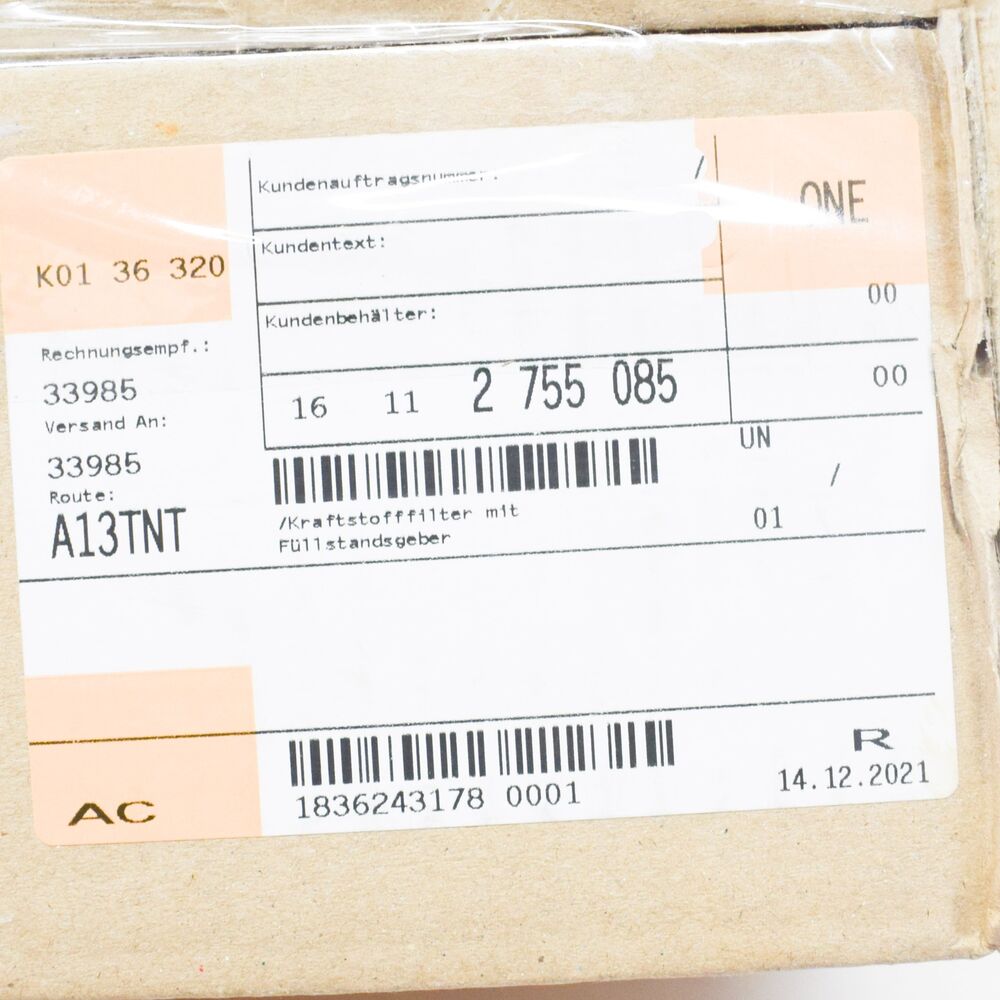 Kundenauftragsnummer: /
ONE
K01 36 320
Kundentext:
00
Kundenbehälter:
Rechnungsempf.:
33985
16 11 2 755 085
00
Versand An:
33985
UN
/
Route:
A13TNT
/Kraftstofffilter mit
Füllstandsgeber
01
R
AC
1836243178 0001
14.12.2021